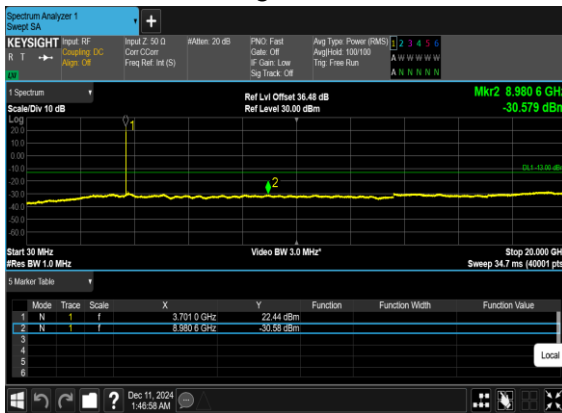 Spectrum Analyzer 1
Swept SA
KEYSIGHT Input: RF Input Z: 50 Ω #Atten: 20 dB PNO: Fast Avg Type: Power (RMS) 1 2 3 4 5 6
R T Coupling: DC Corr CCorr Gate: Off Avg|Hold: 100/100 A W W W W W
Align: Off Freq Ref: Int (S) IF Gain: Low Trig: Free Run
Sig Track: Off A N N N N N
1 Spectrum Ref Lvl Offset 36.48 dB Mkr2 8.980 6 GH
Scale/Div 10 dB Ref Level 30.00 dBm -30.579 dBn
Log
1
20.0
10.0
0.00
DL1 -13.00 dB
-10.0
2
-20.0
-30.0
-40.0
-50.0
-60.0
Start 30 MHz Video BW 3.0 MHz* Stop 20.000 GH
#Res BW 1.0 MHz Sweep 34.7 ms (40001 pts
5 Marker Table
Mode Trace Scale X Y Function Function Width Function Value
1 N 1 f 3.701 0 GHz 22.44 dBm
2 N 1 f 8.980 6 GHz -30.58 dBm
3
4
5
6
Local
Dec 11, 2024
1:46:58 AM